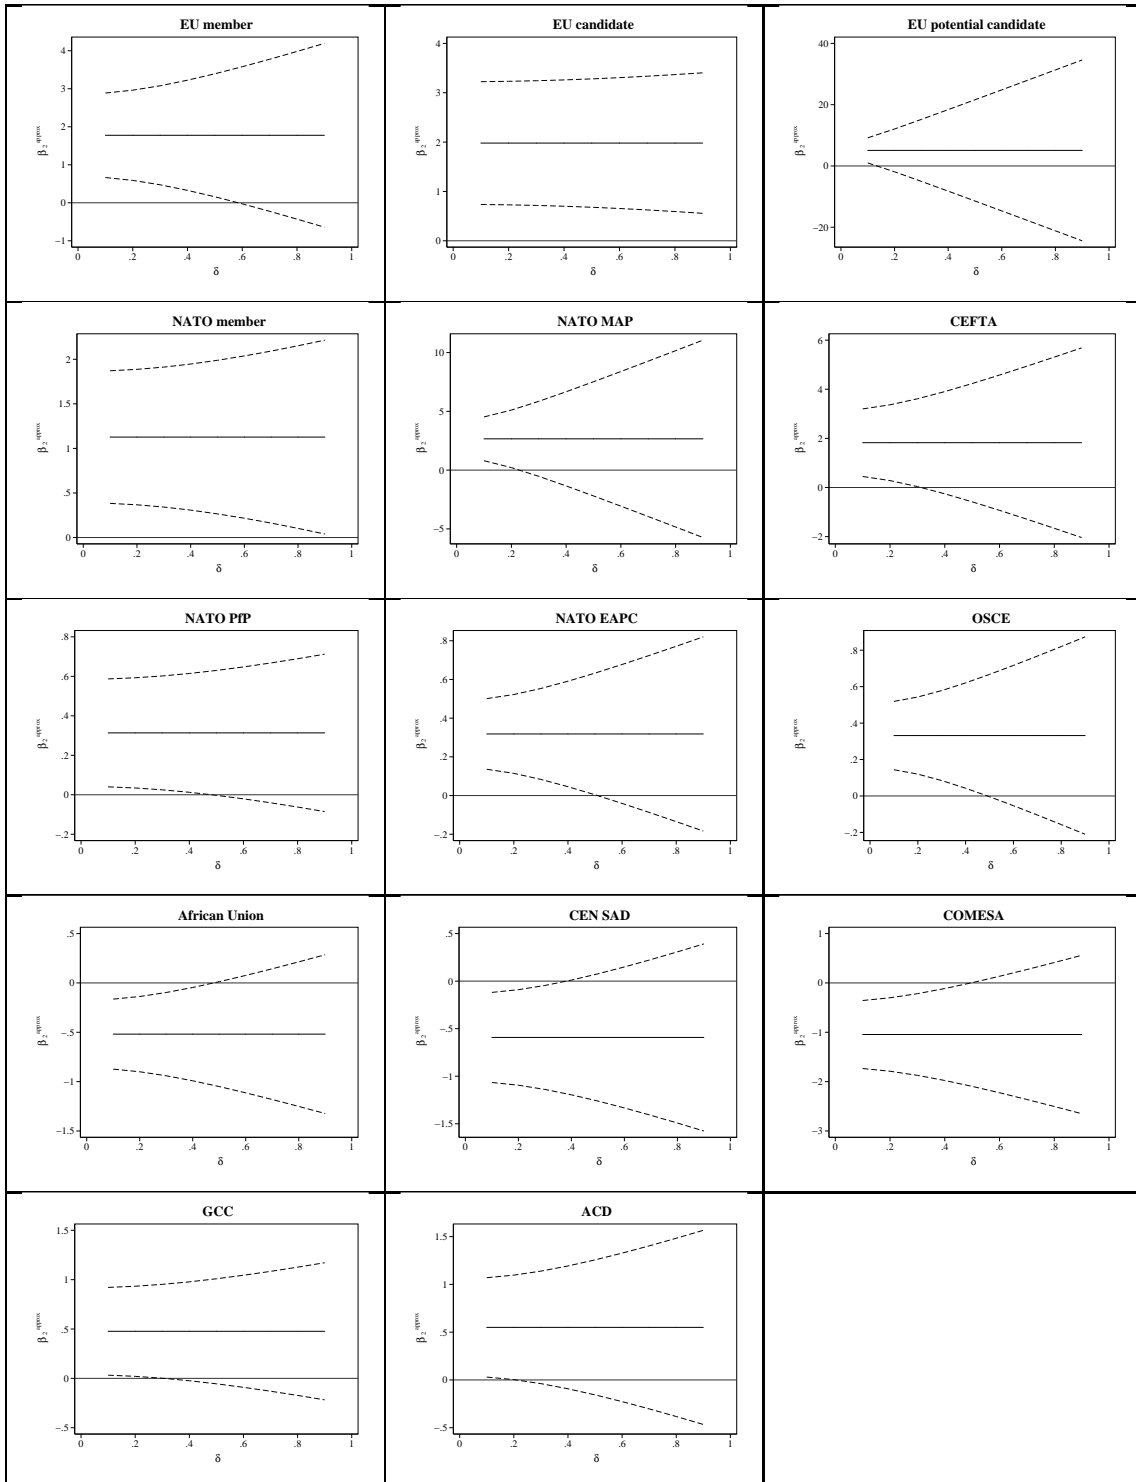 EU member
4
3
2
1
0
−1
β₂ approx
0 .2 .4 .6 .8 1
δ
EU candidate
4
3
2
1
0
β₂ approx
0 .2 .4 .6 .8 1
δ
EU potential candidate
40
20
0
−20
β₂ approx
0 .2 .4 .6 .8 1
δ
NATO member
2
1.5
1
.5
0
β₂ approx
0 .2 .4 .6 .8 1
δ
NATO MAP
10
5
0
−5
β₂ approx
0 .2 .4 .6 .8 1
δ
CEFTA
6
4
2
0
−2
β₂ approx
0 .2 .4 .6 .8 1
δ
NATO PfP
.8
.6
.4
.2
0
−.2
β₂ approx
0 .2 .4 .6 .8 1
δ
NATO EAPC
.8
.6
.4
.2
0
−.2
β₂ approx
0 .2 .4 .6 .8 1
δ
OSCE
.8
.6
.4
.2
0
−.2
β₂ approx
0 .2 .4 .6 .8 1
δ
African Union
.5
0
−.5
−1
−1.5
β₂ approx
0 .2 .4 .6 .8 1
δ
CEN SAD
.5
0
−.5
−1
−1.5
β₂ approx
0 .2 .4 .6 .8 1
δ
COMESA
1
0
−1
−2
−3
β₂ approx
0 .2 .4 .6 .8 1
δ
GCC
1.5
1
.5
0
−.5
β₂ approx
0 .2 .4 .6 .8 1
δ
ACD
1.5
1
.5
0
−.5
β₂ approx
0 .2 .4 .6 .8 1
δ